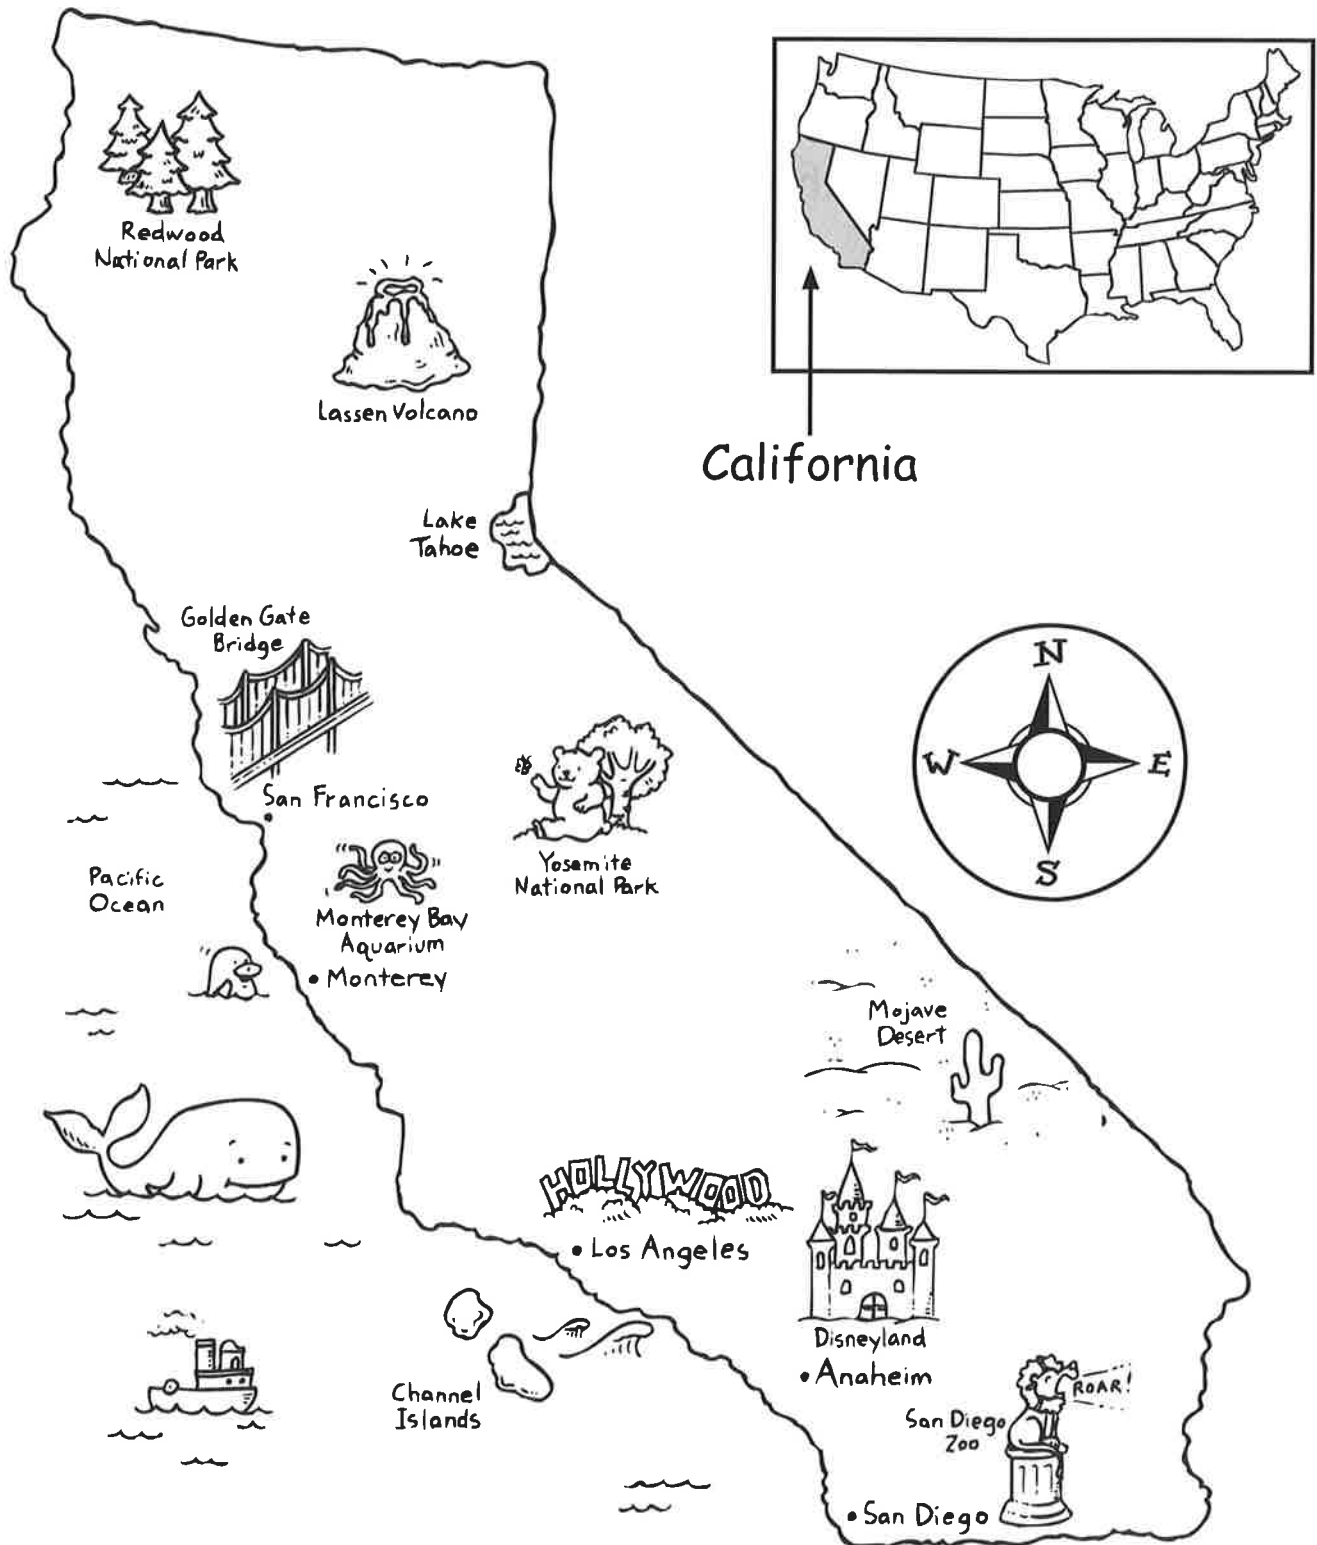 Redwood
National Park
Lassen Volcano
California
Lake
Tahoe
Golden Gate
Bridge
N
W
E
S
San Francisco
Yosemite
National Park
Pacific
Ocean
Monterey Bay
Aquarium
Monterey
Mojave
Desert
HOLLYWOOD
Los Angeles
Disneyland
Anaheim
Channel
Islands
ROAR!
San Diego
Zoo
San Diego